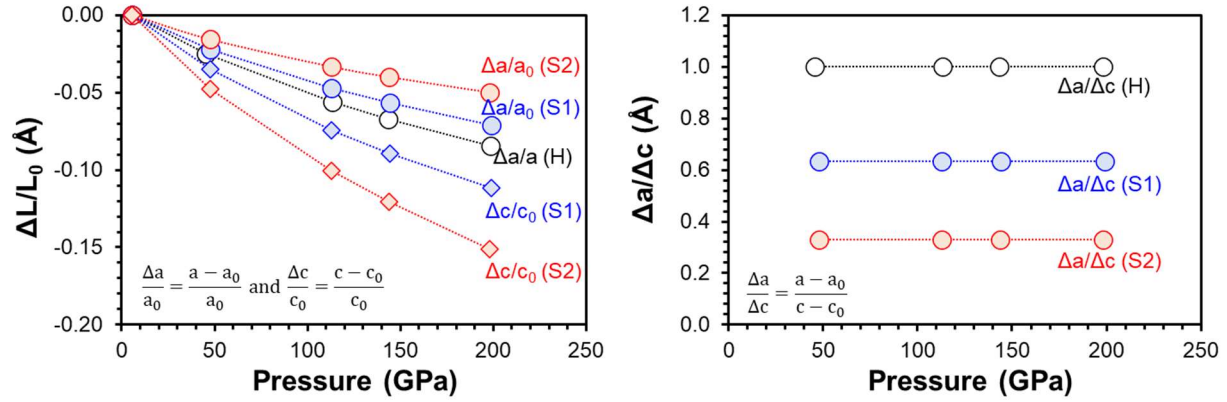 0.00
-0.05
-0.10
-0.15
-0.20
ΔL/L₀ (Å)
0
50
100
150
200
250
Pressure (GPa)
Δa/a₀ (S2)
Δa/a₀ (S1)
Δa/a (H)
Δc/c₀ (S1)
Δc/c₀ (S2)
Δa/a₀ = a − a₀/a₀ and Δc/c₀ = c − c₀/c₀
1.2
1.0
0.8
0.6
0.4
0.2
0.0
Δa/Δc (Å)
0
50
100
150
200
250
Pressure (GPa)
Δa/Δc (H)
Δa/Δc (S1)
Δa/Δc (S2)
Δa/Δc = a − a₀/c − c₀